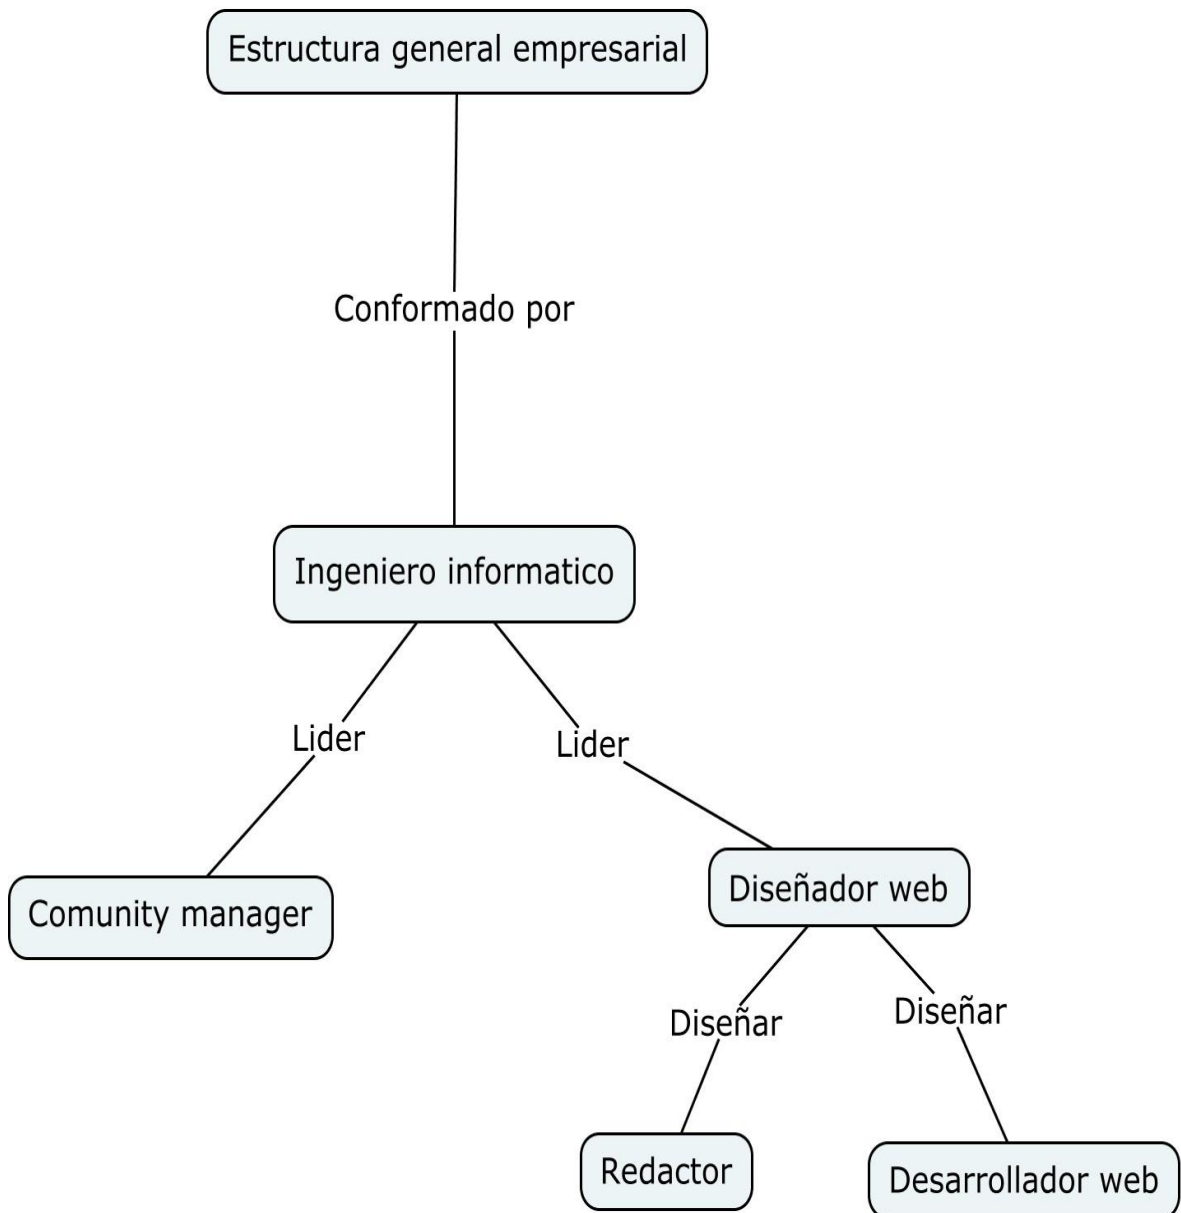 Estructura general empresarial
Conformado por
Ingeniero informatico
Lider
Lider
Comunity manager
Diseñador web
Diseñar
Diseñar
Redactor
Desarrollador web